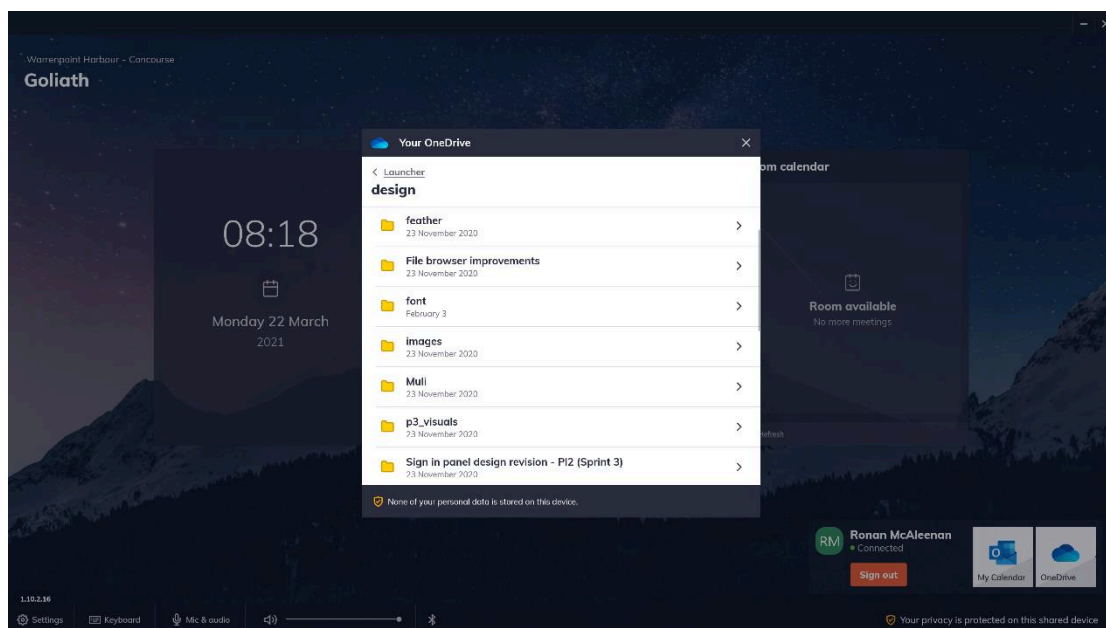 Warrenpoint Harbour - Concourse
Goliath
08:18
Monday 22 March
2021
Your OneDrive
Launcher
design
feather
23 November 2020
File browser improvements
23 November 2020
font
February 3
images
23 November 2020
Muli
23 November 2020
p3_visuals
23 November 2020
Sign in panel design revision - PI2 (Sprint 3)
23 November 2020
None of your personal data is stored on this device.
om calendar
Room available
No more meetings
Refresh
RM
Ronan McAleenan
Connected
Sign out
My Calendar
OneDrive
1.10.2.16
Settings
Keyboard
Mic & audio
Your privacy is protected on this shared device